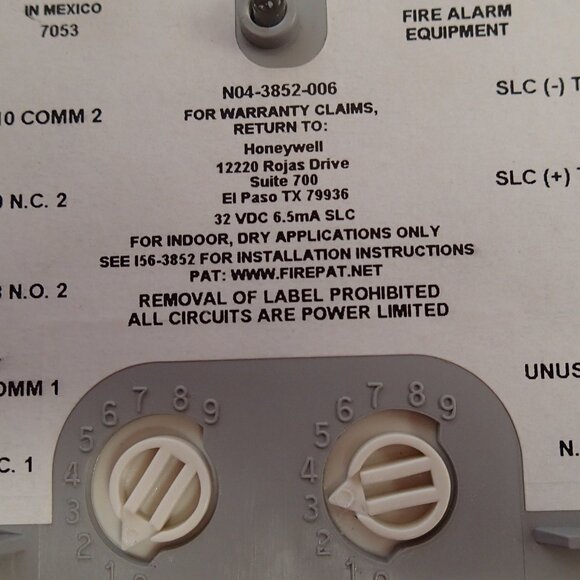 IN MEXICO
7053
FIRE ALARM
EQUIPMENT
N04-3852-006
FOR WARRANTY CLAIMS,
RETURN TO:
Honeywell
12220 Rojas Drive
Suite 700
El Paso TX 79936
32 VDC 6.5mA SLC
FOR INDOOR, DRY APPLICATIONS ONLY
SEE I56-3852 FOR INSTALLATION INSTRUCTIONS
PAT: WWW.FIREPAT.NET
REMOVAL OF LABEL PROHIBITED
ALL CIRCUITS ARE POWER LIMITED
10 COMM 2
N.C. 2
N.O. 2
COMM 1
C. 1
SLC (-) T
SLC (+) T
UNUS
N.
1 2 3 4 5 6 7 8 9
1 2 3 4 5 6 7 8 9